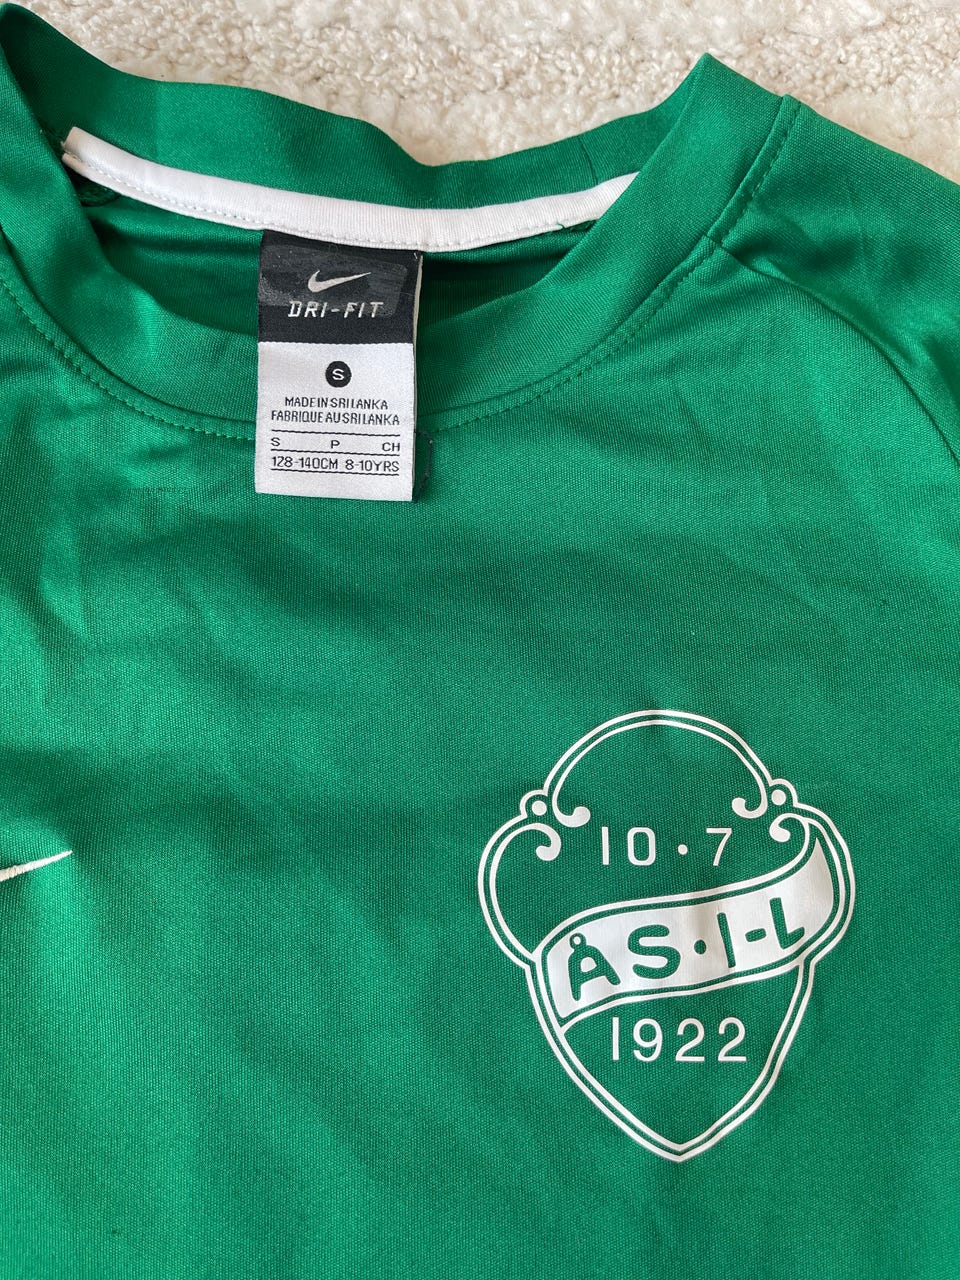 DRI-FIT
S
MADE IN SRI LANKA
FABRIQUE AU SRI LANKA
S P CH
128-140CM 8-10YRS
10·7
ÅS·I-L
1922